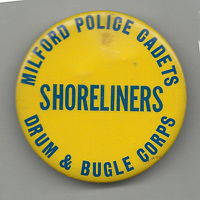 MILFORD POLICE CADETS
SHORELINERS
DRUM & BUGLE CORPS